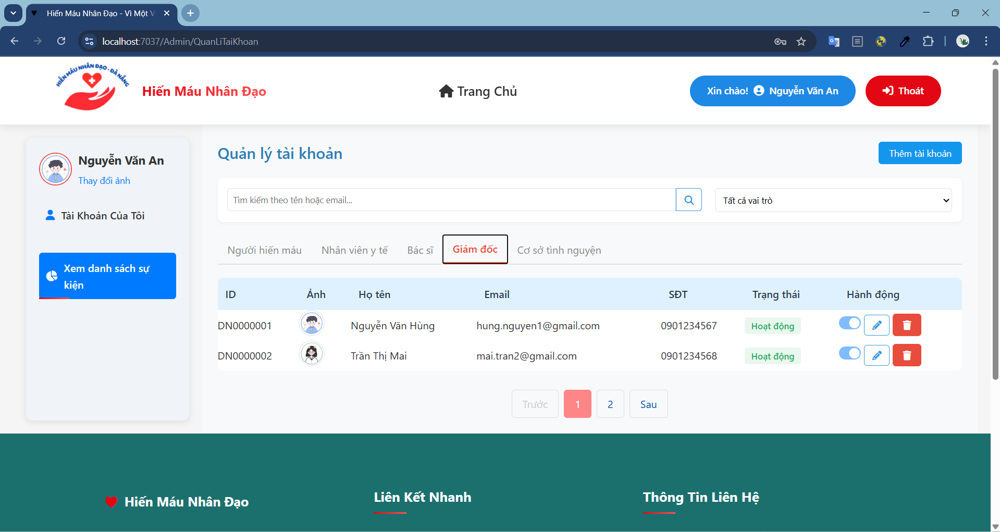 Hiến Máu Nhân Đạo - Vì Một V
localhost:7037/Admin/QuanLiTaiKhoan
HIẾN MÁU NHÂN ĐẠO - ĐÀ NẴNG
Hiến Máu Nhân Đạo
Trang Chủ
Xin chào! Nguyễn Văn An
Thoát
Nguyễn Văn An
Thay đổi ảnh
Tài Khoản Của Tôi
Xem danh sách sự
kiện
Quản lý tài khoản
Thêm tài khoản
Tìm kiếm theo tên hoặc email...
Tất cả vai trò
Người hiến máu Nhân viên y tế Bác sĩ Giám đốc Cơ sở tình nguyện
ID Ảnh Họ tên Email SĐT Trạng thái Hành động
DN0000001 Nguyễn Văn Hùng hung.nguyen1@gmail.com 0901234567 Hoạt động
DN0000002 Trần Thị Mai mai.tran2@gmail.com 0901234568 Hoạt động
Trước 1 2 Sau
Hiến Máu Nhân Đạo
Liên Kết Nhanh
Thông Tin Liên Hệ